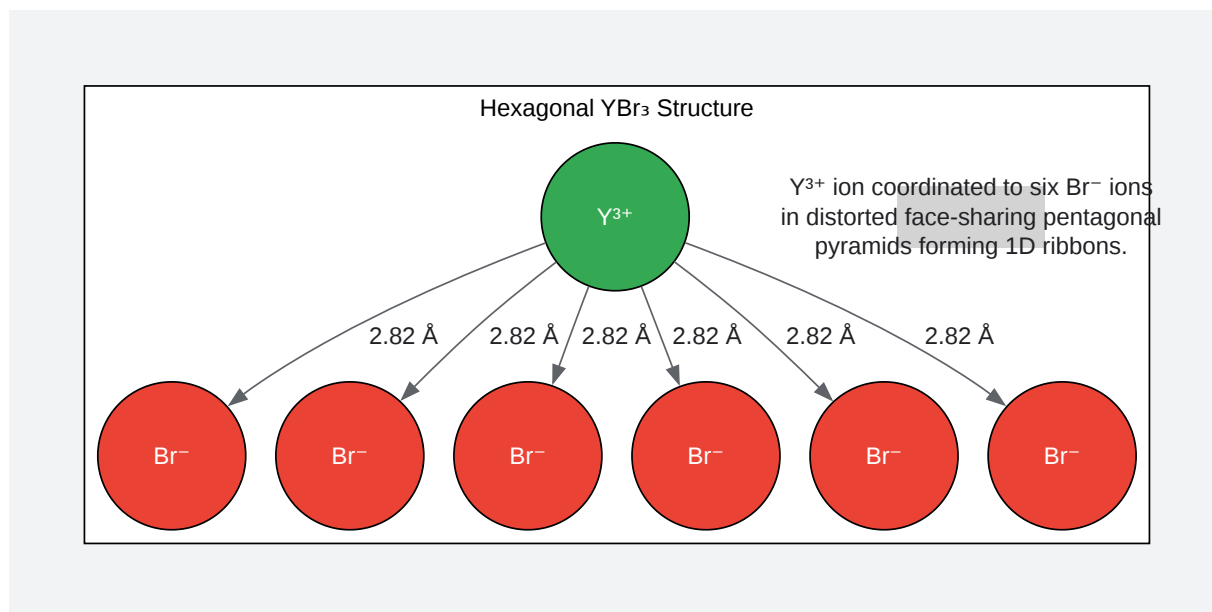 Hexagonal YBr₃ Structure
Y³⁺
Y³⁺ ion coordinated to six Br⁻ ions
in distorted face-sharing pentagonal
pyramids forming 1D ribbons.
2.82 Å 2.82 Å 2.82 Å 2.82 Å 2.82 Å 2.82 Å
Br⁻ Br⁻ Br⁻ Br⁻ Br⁻ Br⁻